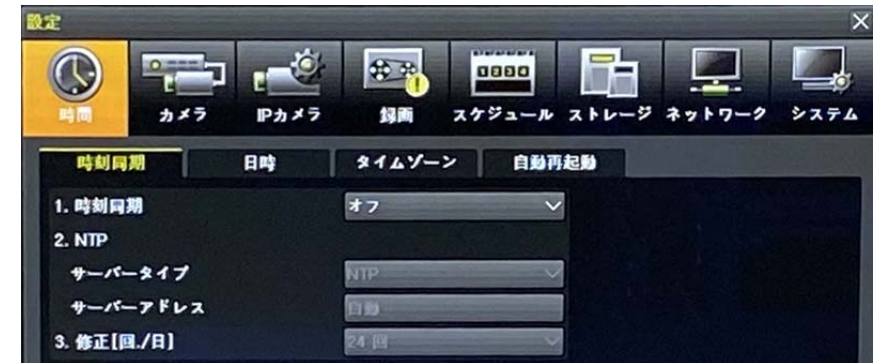 設定
時間 カメラ IPカメラ 録画 スケジュール ストレージ ネットワーク システム
時刻同期 日時 タイムゾーン 自動再起動
1. 時刻同期 オフ
2. NTP
サーバータイプ NTP
サーバーアドレス 自動
3. 修正[回./日] 24 回